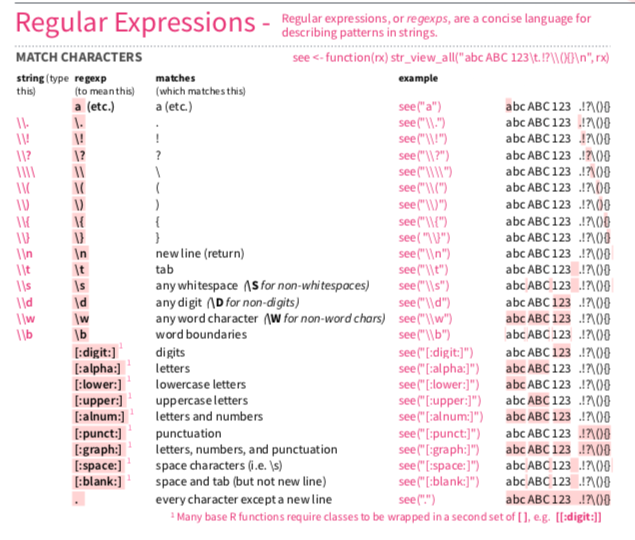 Regular Expressions - Regular expressions, or regexps, are a concise language for
describing patterns in strings.
MATCH CHARACTERS see <- function(rx) str_view_all("abc ABC 123\t.!?\\(){}\n", rx)
string (type regexp matches example
this) (to mean this) (which matches this)
a (etc.) a (etc.) see("a") abc ABC 123 .!?\(){}
\\. \. . see("\\.") abc ABC 123 .!?\(){}
\\! \! ! see("\\!") abc ABC 123 .!?\(){}
\\? \? ? see("\\?") abc ABC 123 .!?\(){}
\\\\ \\ \ see("\\\\") abc ABC 123 .!?\(){}
\\( \( ( see("\\(") abc ABC 123 .!?\(){}
\\) \) ) see("\\)") abc ABC 123 .!?\(){}
\\{ \{ { see("\\{") abc ABC 123 .!?\(){}
\\} \} } see( "\\}") abc ABC 123 .!?\(){}
\\n \n new line (return) see("\\n") abc ABC 123 .!?\(){}
\\t \t tab see("\\t") abc ABC 123 .!?\(){}
\\s \s any whitespace (\S for non-whitespaces) see("\\s") abc ABC 123 .!?\(){}
\\d \d any digit (\D for non-digits) see("\\d") abc ABC 123 .!?\(){}
\\w \w any word character (\W for non-word chars) see("\\w") abc ABC 123 .!?\(){}
\\b \b word boundaries see("\\b") abc ABC 123 .!?\(){}
[:digit:] 1 digits see("[:digit:]") abc ABC 123 .!?\(){}
[:alpha:] 1 letters see("[:alpha:]") abc ABC 123 .!?\(){}
[:lower:] 1 lowercase letters see("[:lower:]") abc ABC 123 .!?\(){}
[:upper:] 1 uppercase letters see("[:upper:]") abc ABC 123 .!?\(){}
[:alnum:] 1 letters and numbers see("[:alnum:]") abc ABC 123 .!?\(){}
[:punct:] 1 punctuation see("[:punct:]") abc ABC 123 .!?\(){}
[:graph:] 1 letters, numbers, and punctuation see("[:graph:]") abc ABC 123 .!?\(){}
[:space:] 1 space characters (i.e. \s) see("[:space:]") abc ABC 123 .!?\(){}
[:blank:] 1 space and tab (but not new line) see("[:blank:]") abc ABC 123 .!?\(){}
. every character except a new line see(".") abc ABC 123 .!?\(){}
1 Many base R functions require classes to be wrapped in a second set of [ ], e.g. [[:digit:]]